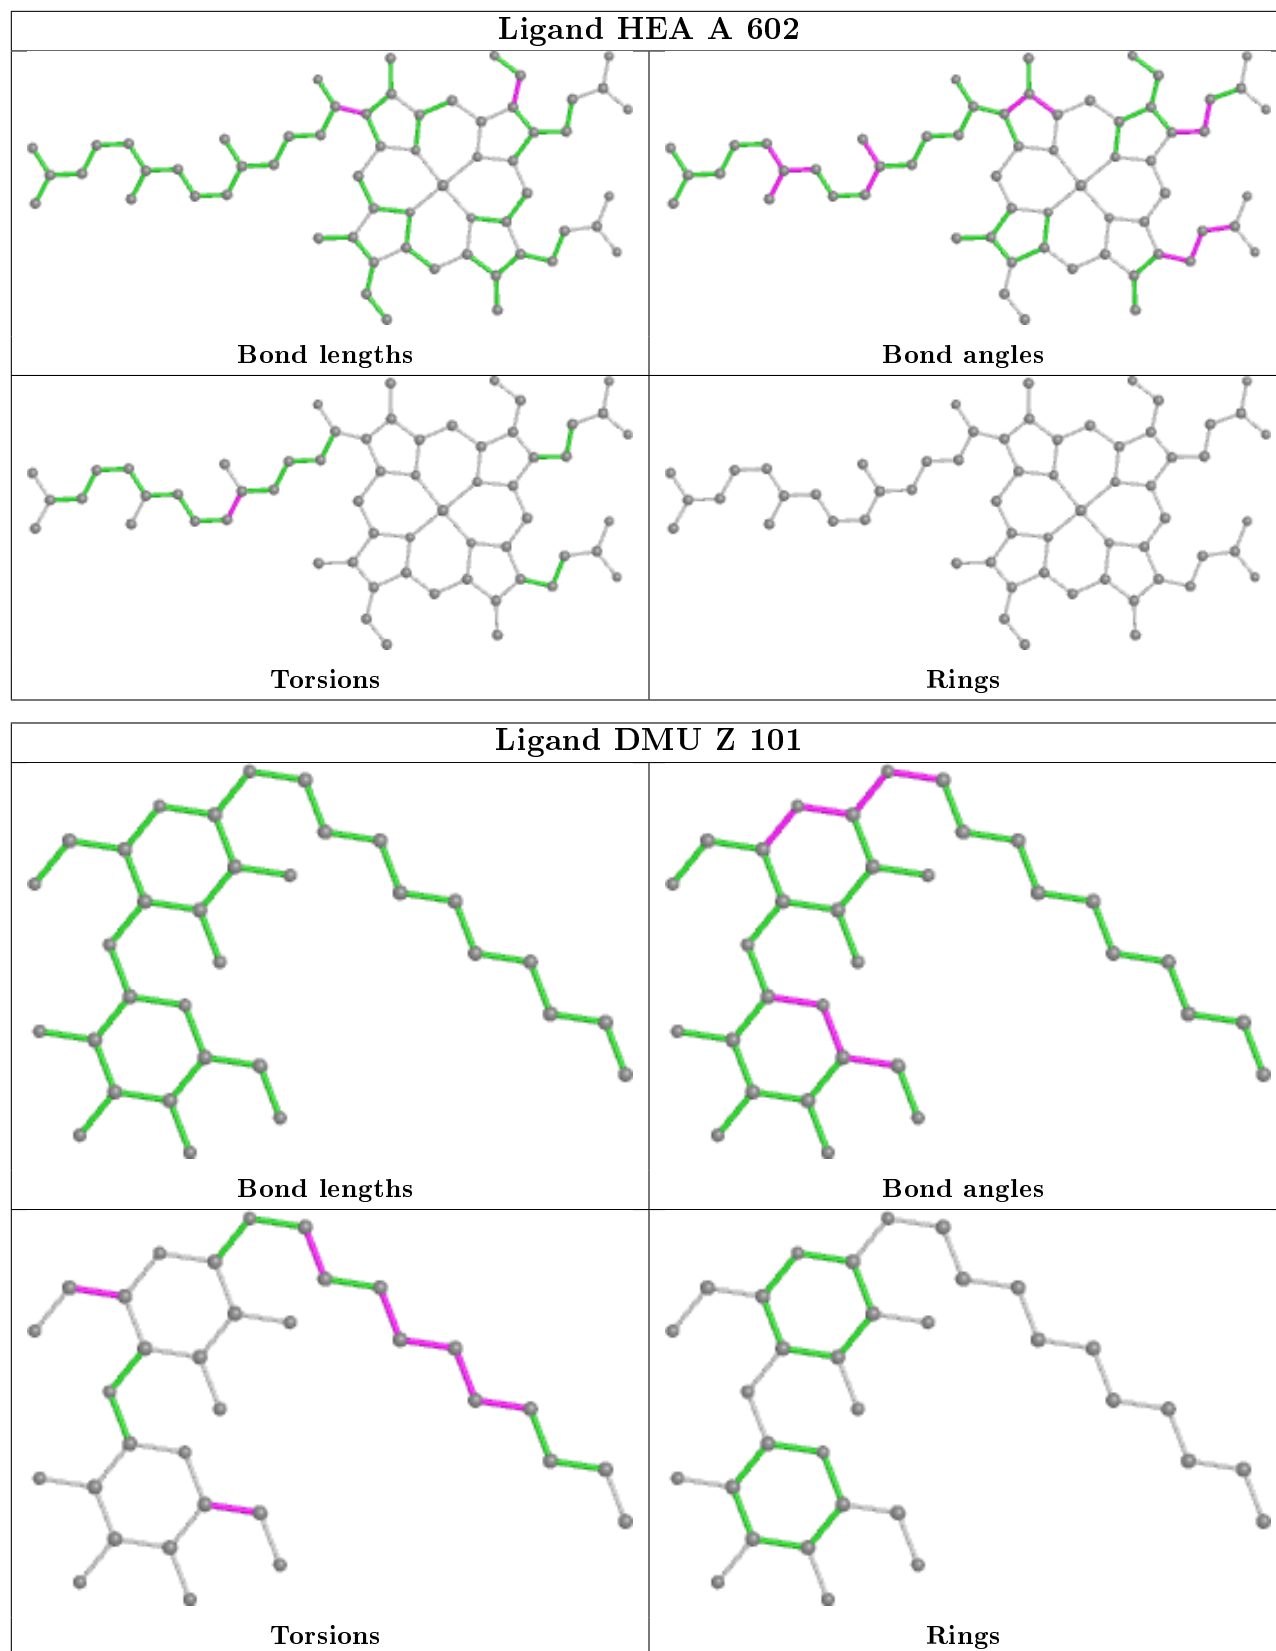 Ligand HEA A 602
Bond lengths
Bond angles
Torsions
Rings
Ligand DMU Z 101
Bond lengths
Bond angles
Torsions
Rings